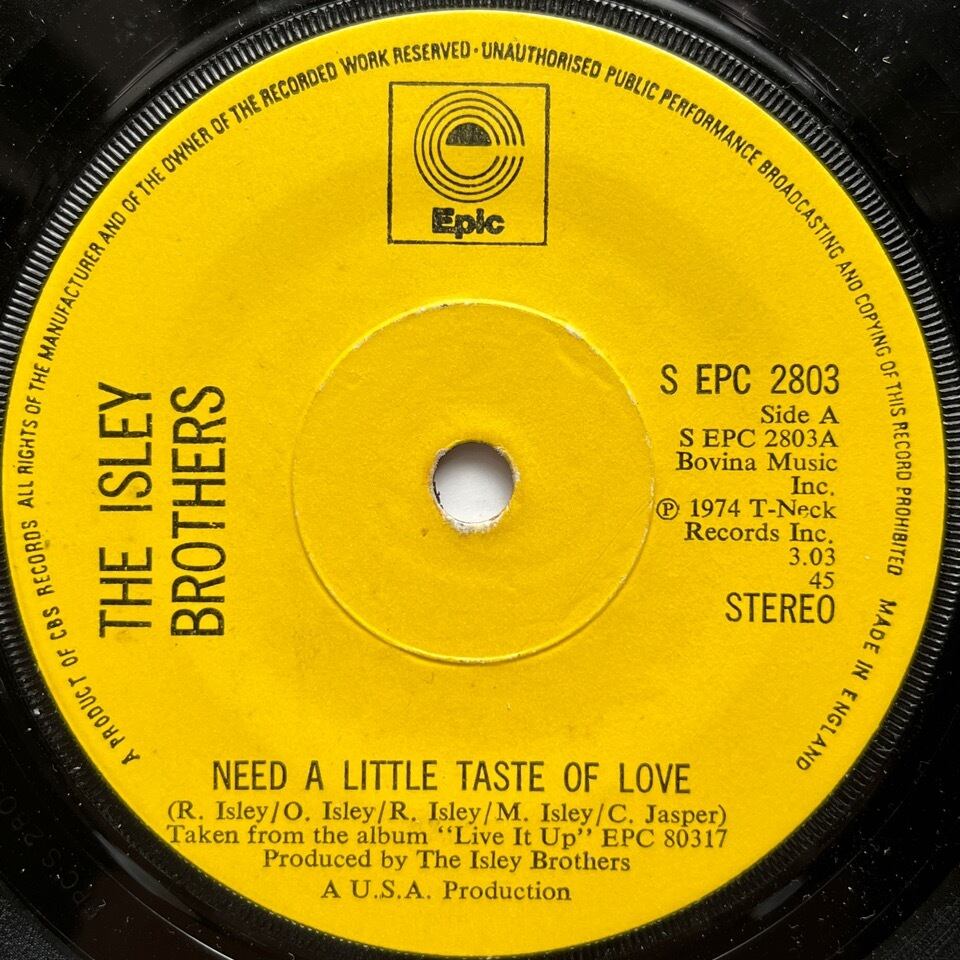 A PRODUCT OF CBS RECORDS ALL RIGHTS OF THE MANUFACTURER AND OF THE OWNER OF THE RECORDED WORK RESERVED · UNAUTHORISED PUBLIC PERFORMANCE BROADCASTING AND COPYING OF THIS RECORD PROHIBITED MADE IN ENGLAND
Epic
THE ISLEY
BROTHERS
S EPC 2803
Side A
S EPC 2803A
Bovina Music
Inc.
℗ 1974 T-Neck
Records Inc.
3.03
45
STEREO
NEED A LITTLE TASTE OF LOVE
(R. Isley/O. Isley/R. Isley/M. Isley/C. Jasper)
Taken from the album "Live It Up" EPC 80317
Produced by The Isley Brothers
A U.S.A. Production